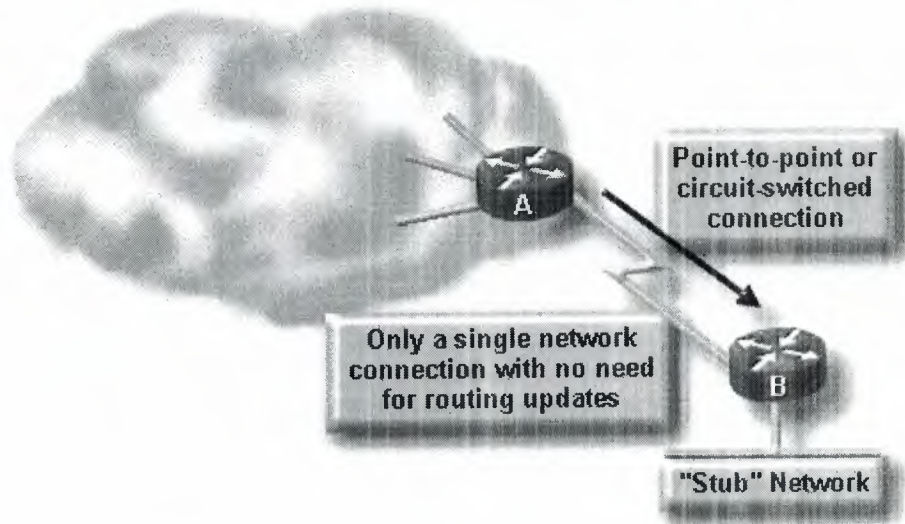 A
Point-to-point or
circuit-switched
connection
Only a single network
connection with no need
for routing updates
B
"Stub" Network